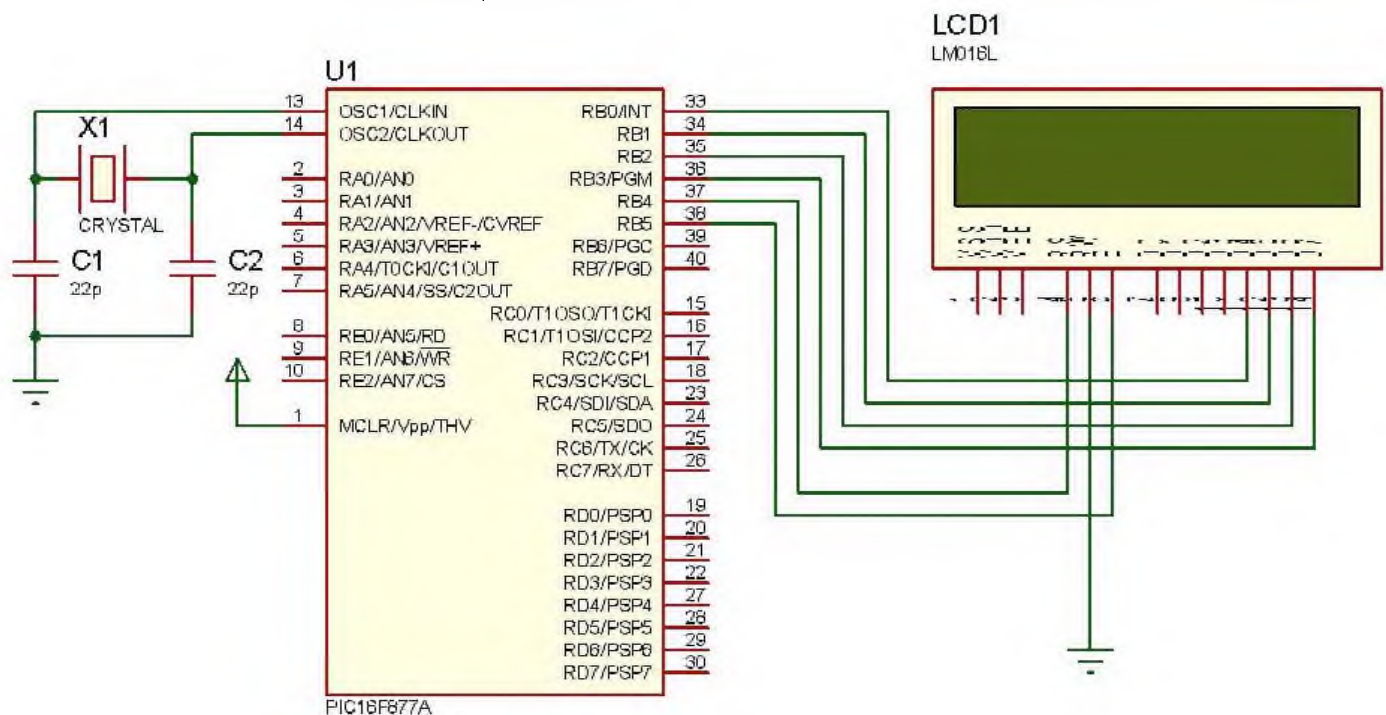 LCD1
LM016L
U1
X1
CRYSTAL
C1
22p
C2
22p
13 OSC1/CLKIN
14 OSC2/CLKOUT
2 RA0/AN0
3 RA1/AN1
4 RA2/AN2/VREF-/CVREF
5 RA3/AN3/VREF+
6 RA4/T0CKI/C1OUT
7 RA5/AN4/SS/C2OUT
8 RE0/AN5/RD
9 RE1/AN6/WR
10 RE2/AN7/CS
1 MCLR/Vpp/THV
RB0/INT 33
RB1 34
RB2 35
RB3/PGM 36
RB4 37
RB5 38
RB6/PGC 39
RB7/PGD 40
RC0/T1OSO/T1CKI 15
RC1/T1OSI/CCP2 16
RC2/CCP1 17
RC3/SCK/SCL 18
RC4/SDI/SDA 23
RC5/SDO 24
RC6/TX/CK 25
RC7/RX/DT 26
RD0/PSP0 19
RD1/PSP1 20
RD2/PSP2 21
RD3/PSP3 22
RD4/PSP4 27
RD5/PSP5 28
RD6/PSP6 29
RD7/PSP7 30
PIC16F877A